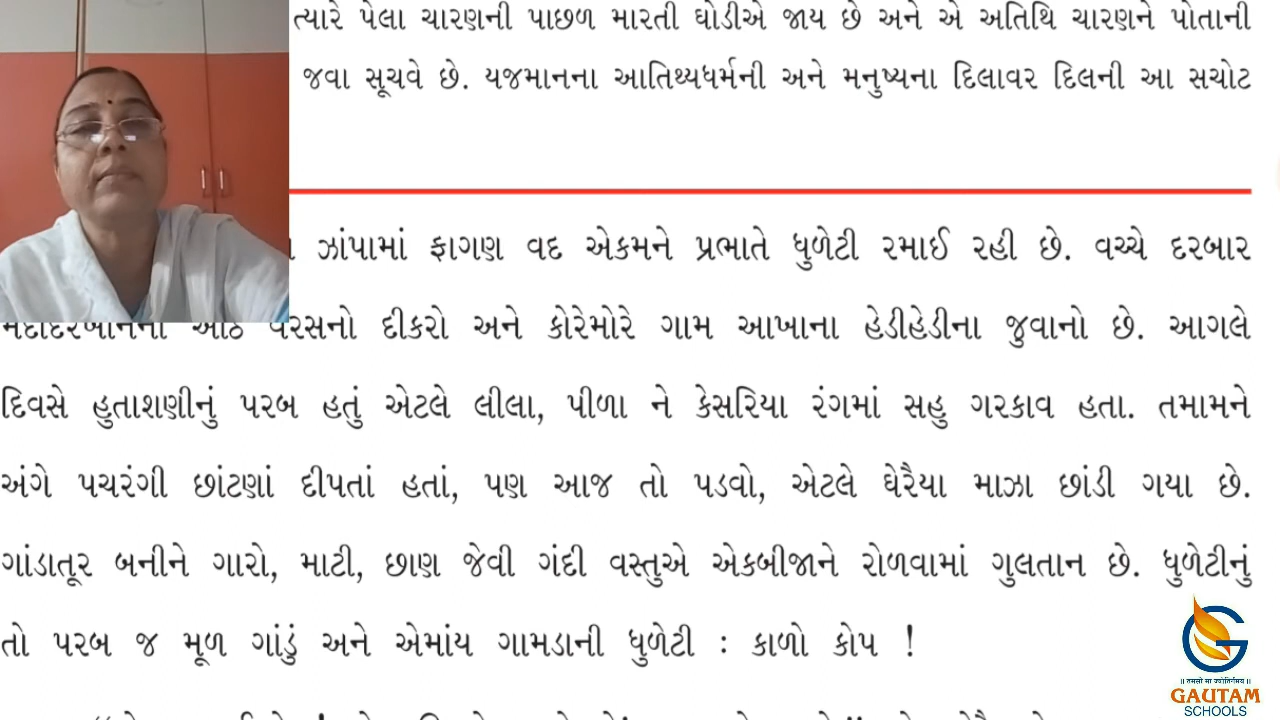 ત્યારે પેલા ચારણની પાછળ મારતી ઘોડીએ જાય છે અને એ અતિથિ ચારણને પોતાની
જવા સૂચવે છે. યજમાનના આતિથ્યધર્મની અને મનુષ્યના દિલાવર દિલની આ સચોટ
ઝાંપામાં ફાગણ વદ એકમને પ્રભાતે ધુળેટી રમાઈ રહી છે. વચ્ચે દરબાર
આઠ વરસનો દીકરો અને કોરેમોરે ગામ આખાના હેડીહેડીના જુવાનો છે. આગલે
દિવસે હુતાશણીનું પરબ હતું એટલે લીલા, પીળા ને કેસરિયા રંગમાં સહુ ગરકાવ હતા. તમામને
અંગે પચરંગી છાંટણાં દીપતાં હતાં, પણ આજ તો પડવો, એટલે ઘેરૈયા માઝા છાંડી ગયા છે.
ગાંડાતૂર બનીને ગારો, માટી, છાણ જેવી ગંદી વસ્તુએ એકબીજાને રોળવામાં ગુલતાન છે. ધુળેટીનું
તો પરબ જ મૂળ ગાંડું અને એમાંય ગામડાની ધુળેટી : કાળો કોપ !
॥ તમસો મા જ્યોતિર્ગમય ॥
GAUTAM
SCHOOLS